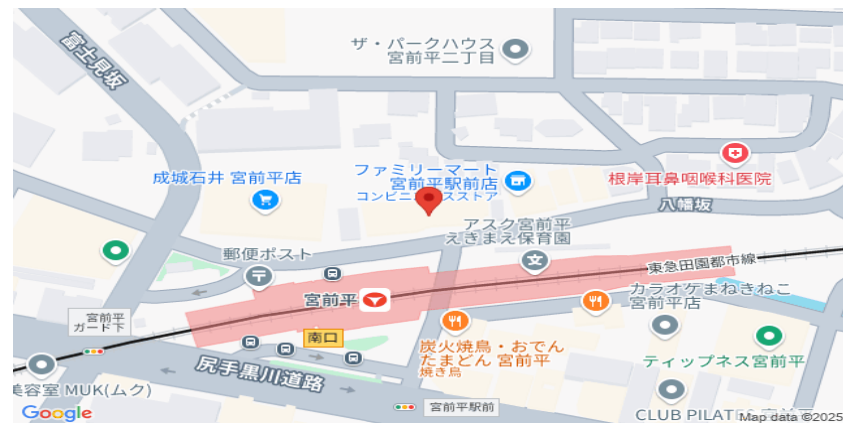 ザ・パークハウス
宮前平二丁目
富士見坂
成城石井 宮前平店
ファミリーマート
宮前平駅前店
コンビニ
スストア
根岸耳鼻咽喉科医院
八幡坂
アスク宮前平
えきまえ保育園
郵便ポスト
東急田園都市線
宮前平
カラオケまねきねこ
宮前平店
宮前平
ガード下
南口
炭火焼鳥・おでん
たまどん 宮前平
焼き鳥
ティップネス宮前平
尻手黒川道路
美容室 MUK(ムク)
宮前平駅前
CLUB PILATES
Google
Map data ©2025